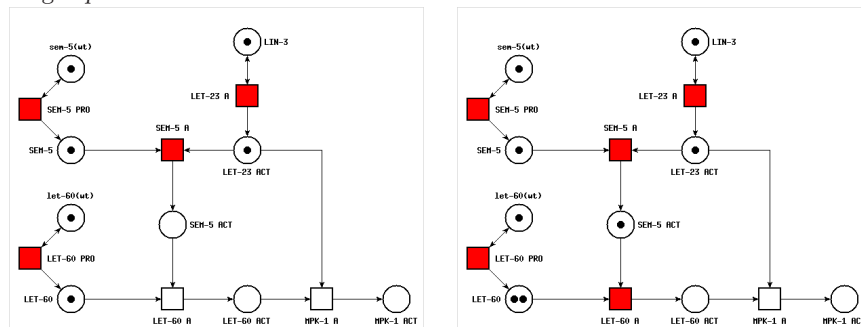 sem-5(wt)
LIN-3
SEM-5 PRO
LET-23 A
SEM-5 A
SEM-5
LET-23 ACT
let-60(wt)
SEM-5 ACT
LET-60 PRO
LET-60
LET-60 A
LET-60 ACT
MPK-1 A
MPK-1 ACT
sem-5(wt)
LIN-3
SEM-5 PRO
LET-23 A
SEM-5 A
SEM-5
LET-23 ACT
let-60(wt)
SEM-5 ACT
LET-60 PRO
LET-60
LET-60 A
LET-60 ACT
MPK-1 A
MPK-1 ACT